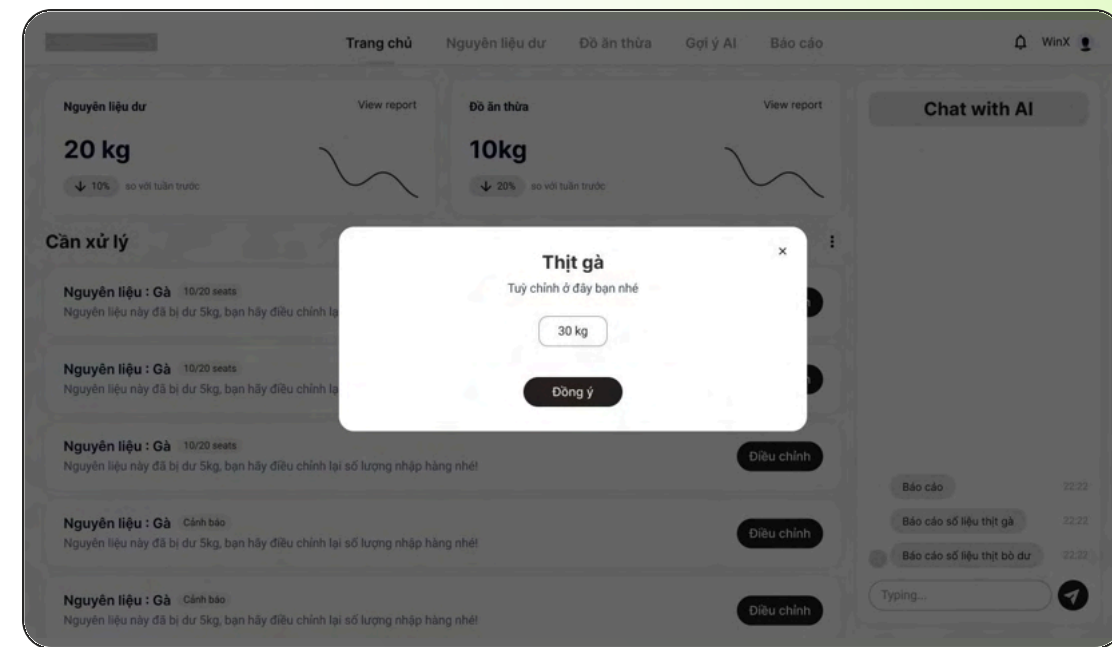 Trang chủ Nguyên liệu dư Đồ ăn thừa Gợi ý AI Báo cáo WinX
Nguyên liệu dư View report
20 kg
10% so với tuần trước
Đồ ăn thừa View report
10kg
20% so với tuần trước
Cần xử lý
Nguyên liệu : Gà 10/20 seats
Nguyên liệu này đã bị dư 5kg, bạn hãy điều chỉnh lạ
Nguyên liệu : Gà 10/20 seats
Nguyên liệu này đã bị dư 5kg, bạn hãy điều chỉnh lạ
Nguyên liệu : Gà 10/20 seats
Nguyên liệu này đã bị dư 5kg, bạn hãy điều chỉnh lại số lượng nhập hàng nhé!
Điều chỉnh
Nguyên liệu : Gà Cảnh báo
Nguyên liệu này đã bị dư 5kg, bạn hãy điều chỉnh lại số lượng nhập hàng nhé!
Điều chỉnh
Nguyên liệu : Gà Cảnh báo
Nguyên liệu này đã bị dư 5kg, bạn hãy điều chỉnh lại số lượng nhập hàng nhé!
Điều chỉnh
Thịt gà
Tuỳ chỉnh ở đây bạn nhé
30 kg
Đồng ý
Chat with AI
Báo cáo 22:22
Báo cáo số liệu thịt gà 22:22
Báo cáo số liệu thịt bò dư 22:22
Typing...